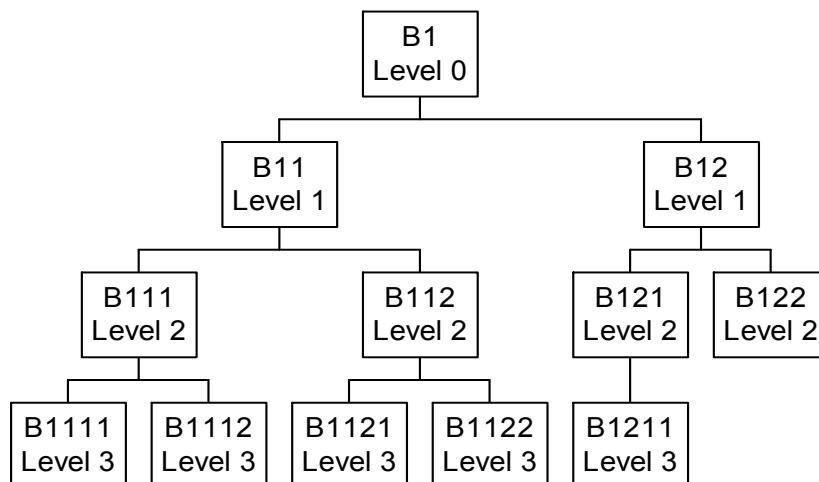 B1
Level 0
B11
Level 1
B12
Level 1
B111
Level 2
B112
Level 2
B121
Level 2
B122
Level 2
B1111
Level 3
B1112
Level 3
B1121
Level 3
B1122
Level 3
B1211
Level 3